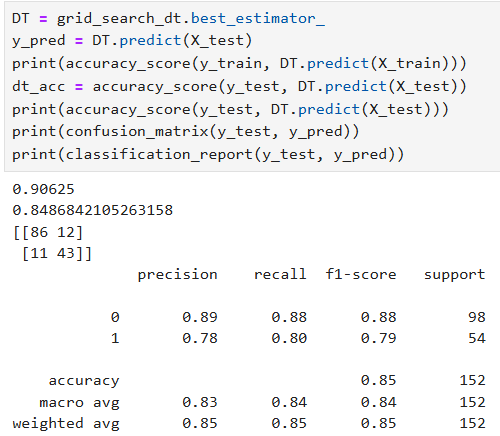 DT = grid_search_dt.best_estimator_
y_pred = DT.predict(X_test)
print(accuracy_score(y_train, DT.predict(X_train)))
dt_acc = accuracy_score(y_test, DT.predict(X_test))
print(accuracy_score(y_test, DT.predict(X_test)))
print(confusion_matrix(y_test, y_pred))
print(classification_report(y_test, y_pred))
0.90625
0.8486842105263158
[[86 12]
 [11 43]]
              precision    recall  f1-score   support
           0       0.89      0.88      0.88        98
           1       0.78      0.80      0.79        54
    accuracy                           0.85       152
   macro avg       0.83      0.84      0.84       152
weighted avg       0.85      0.85      0.85       152